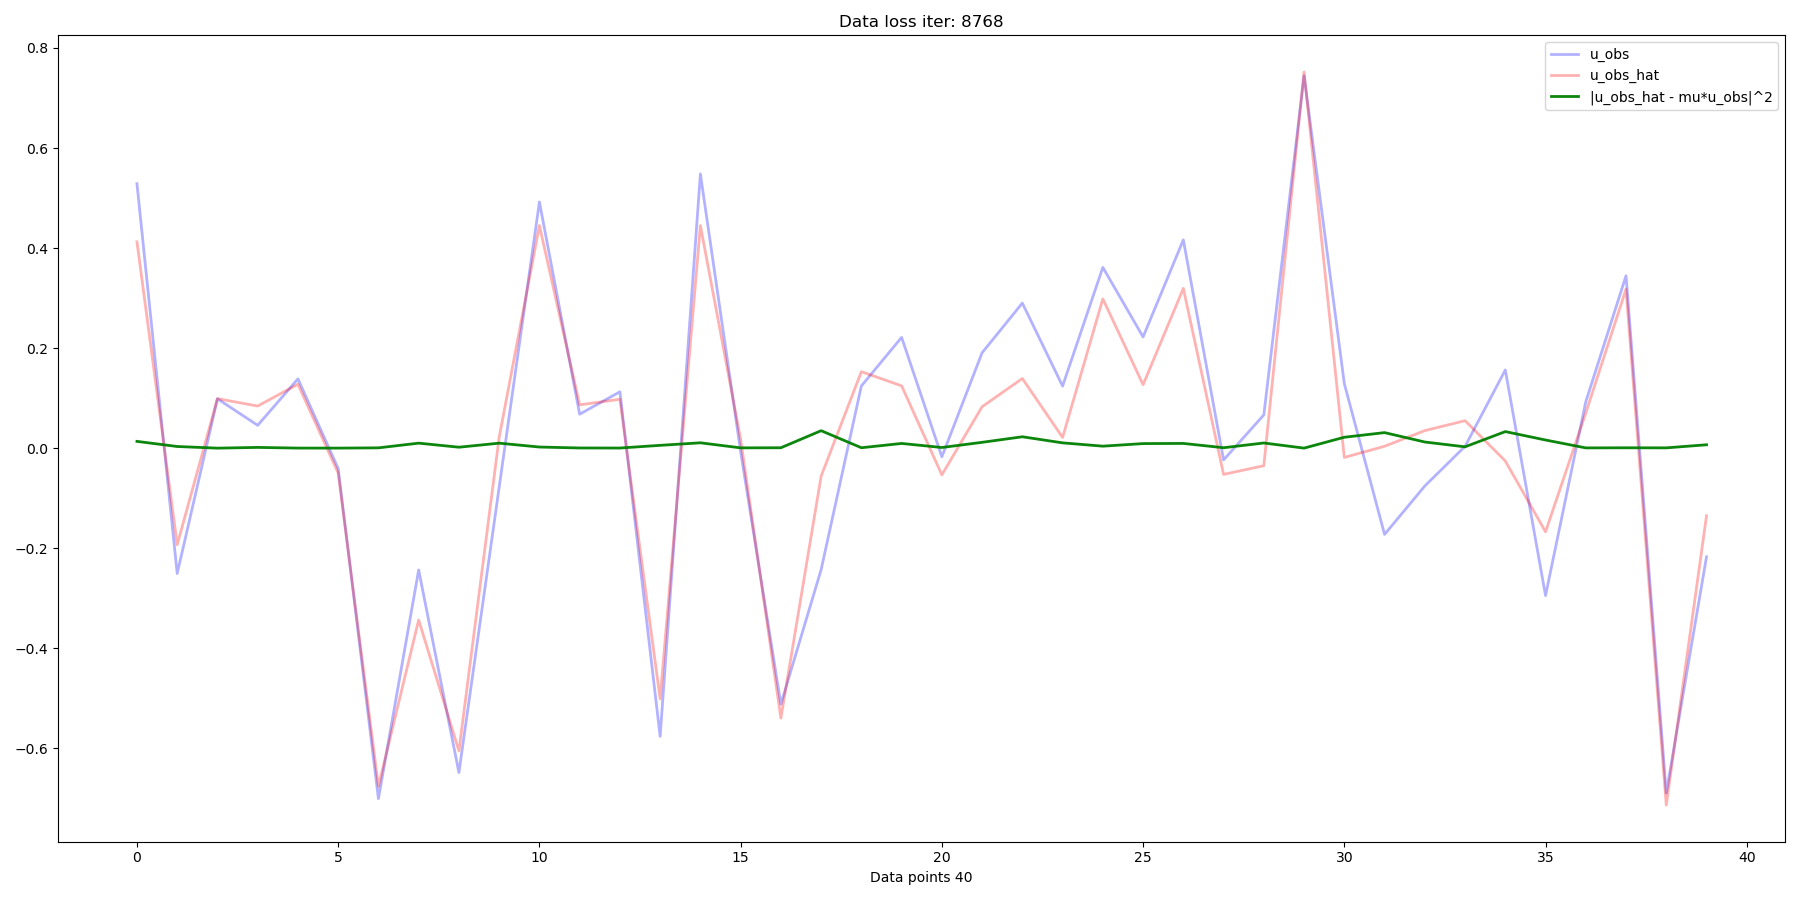 Data loss iter: 8768
u_obs
u_obs_hat
|u_obs_hat - mu*u_obs|^2
0.8
0.6
0.4
0.2
0.0
−0.2
−0.4
−0.6
0 5 10 15 20 25 30 35 40
Data points 40